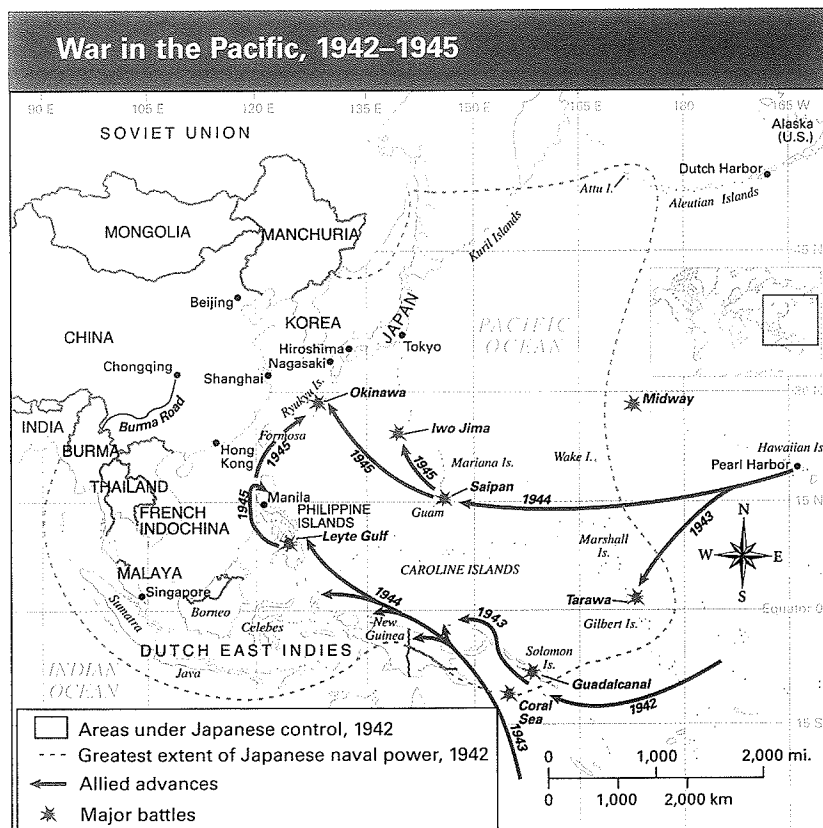 War in the Pacific, 1942–1945
90 E 105 E 120 E 135 E 150 E 165 E 180 165 W
SOVIET UNION
Alaska
(U.S.)
Dutch Harbor
Attu I.
Aleutian Islands
MONGOLIA
MANCHURIA
Kuril Islands
45 N
Beijing
KOREA
JAPAN
PACIFIC
OCEAN
CHINA
Hiroshima
Tokyo
Nagasaki
Chongqing
Shanghai
30 N
Ryukyu Is.
Okinawa
Midway
Burma Road
INDIA
Iwo Jima
BURMA
Formosa
Hong
Kong
1945
1945
1945
Mariana Is.
Wake I.
Hawaiian Is
Pearl Harbor
THAILAND
Saipan
1944
Manila
Guam
15 N
1945
FRENCH
INDOCHINA
PHILIPPINE
ISLANDS
Leyte Gulf
1943
N
W E
S
Marshall
Is.
MALAYA
CAROLINE ISLANDS
Singapore
Tarawa
Sumatra
Borneo
1944
Equator 0
Celebes
New
Guinea
1943
Gilbert Is.
DUTCH EAST INDIES
Solomon
Is.
INDIAN
OCEAN
Java
Guadalcanal
Coral
Sea
1942
1943
15 S
Areas under Japanese control, 1942
Greatest extent of Japanese naval power, 1942
Allied advances
Major battles
0 1,000 2,000 mi.
0 1,000 2,000 km